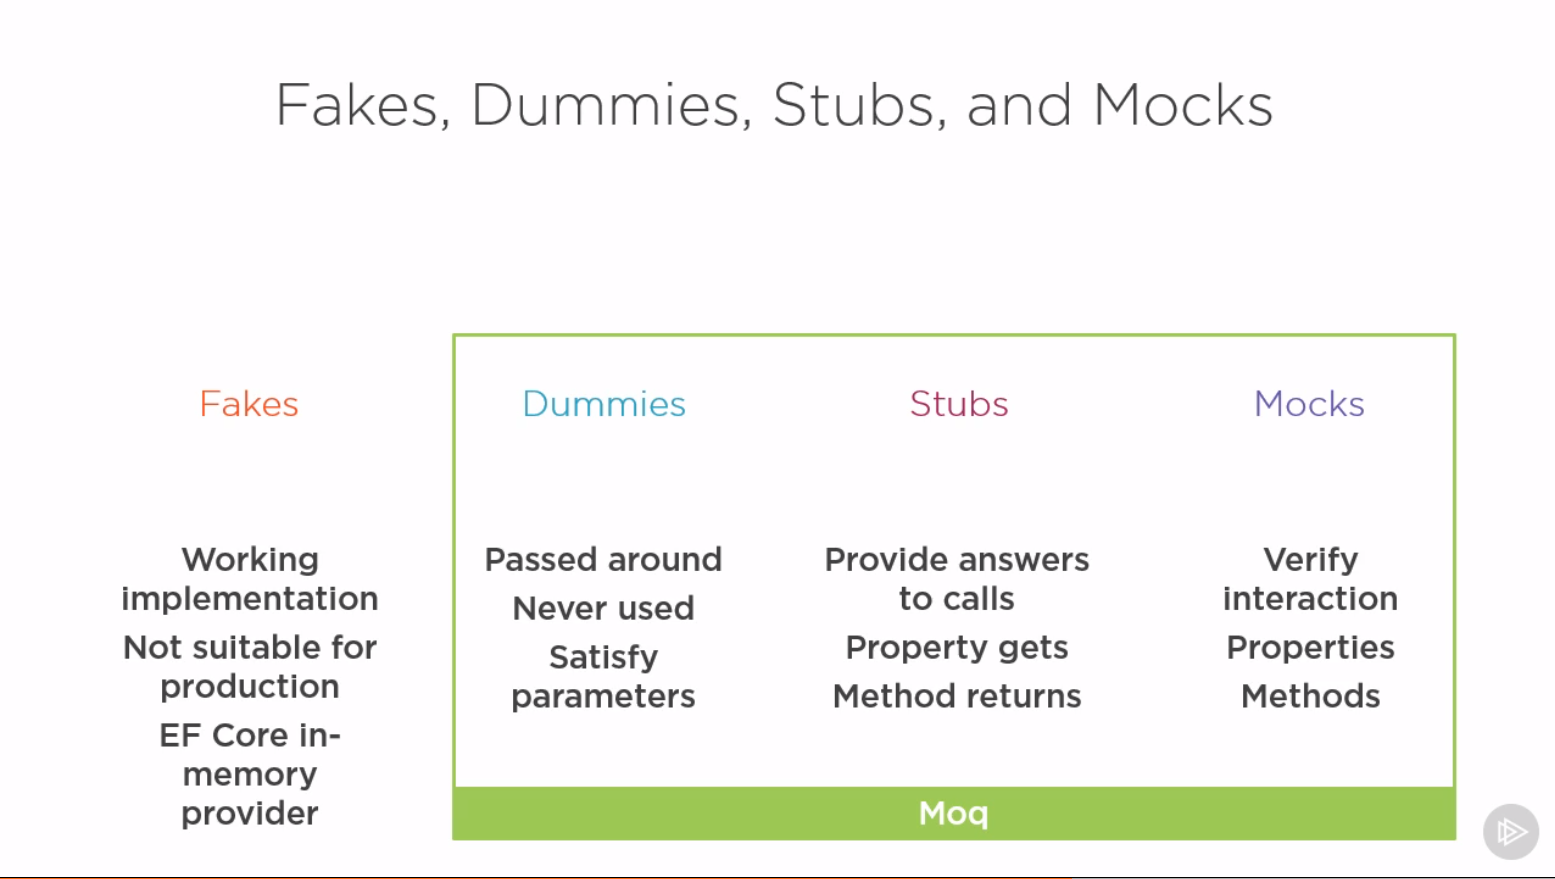 Fakes, Dummies, Stubs, and Mocks
Fakes
Working
implementation
Not suitable for
production
EF Core in-
memory
provider
Dummies
Passed around
Never used
Satisfy
parameters
Stubs
Provide answers
to calls
Property gets
Method returns
Mocks
Verify
interaction
Properties
Methods
Moq